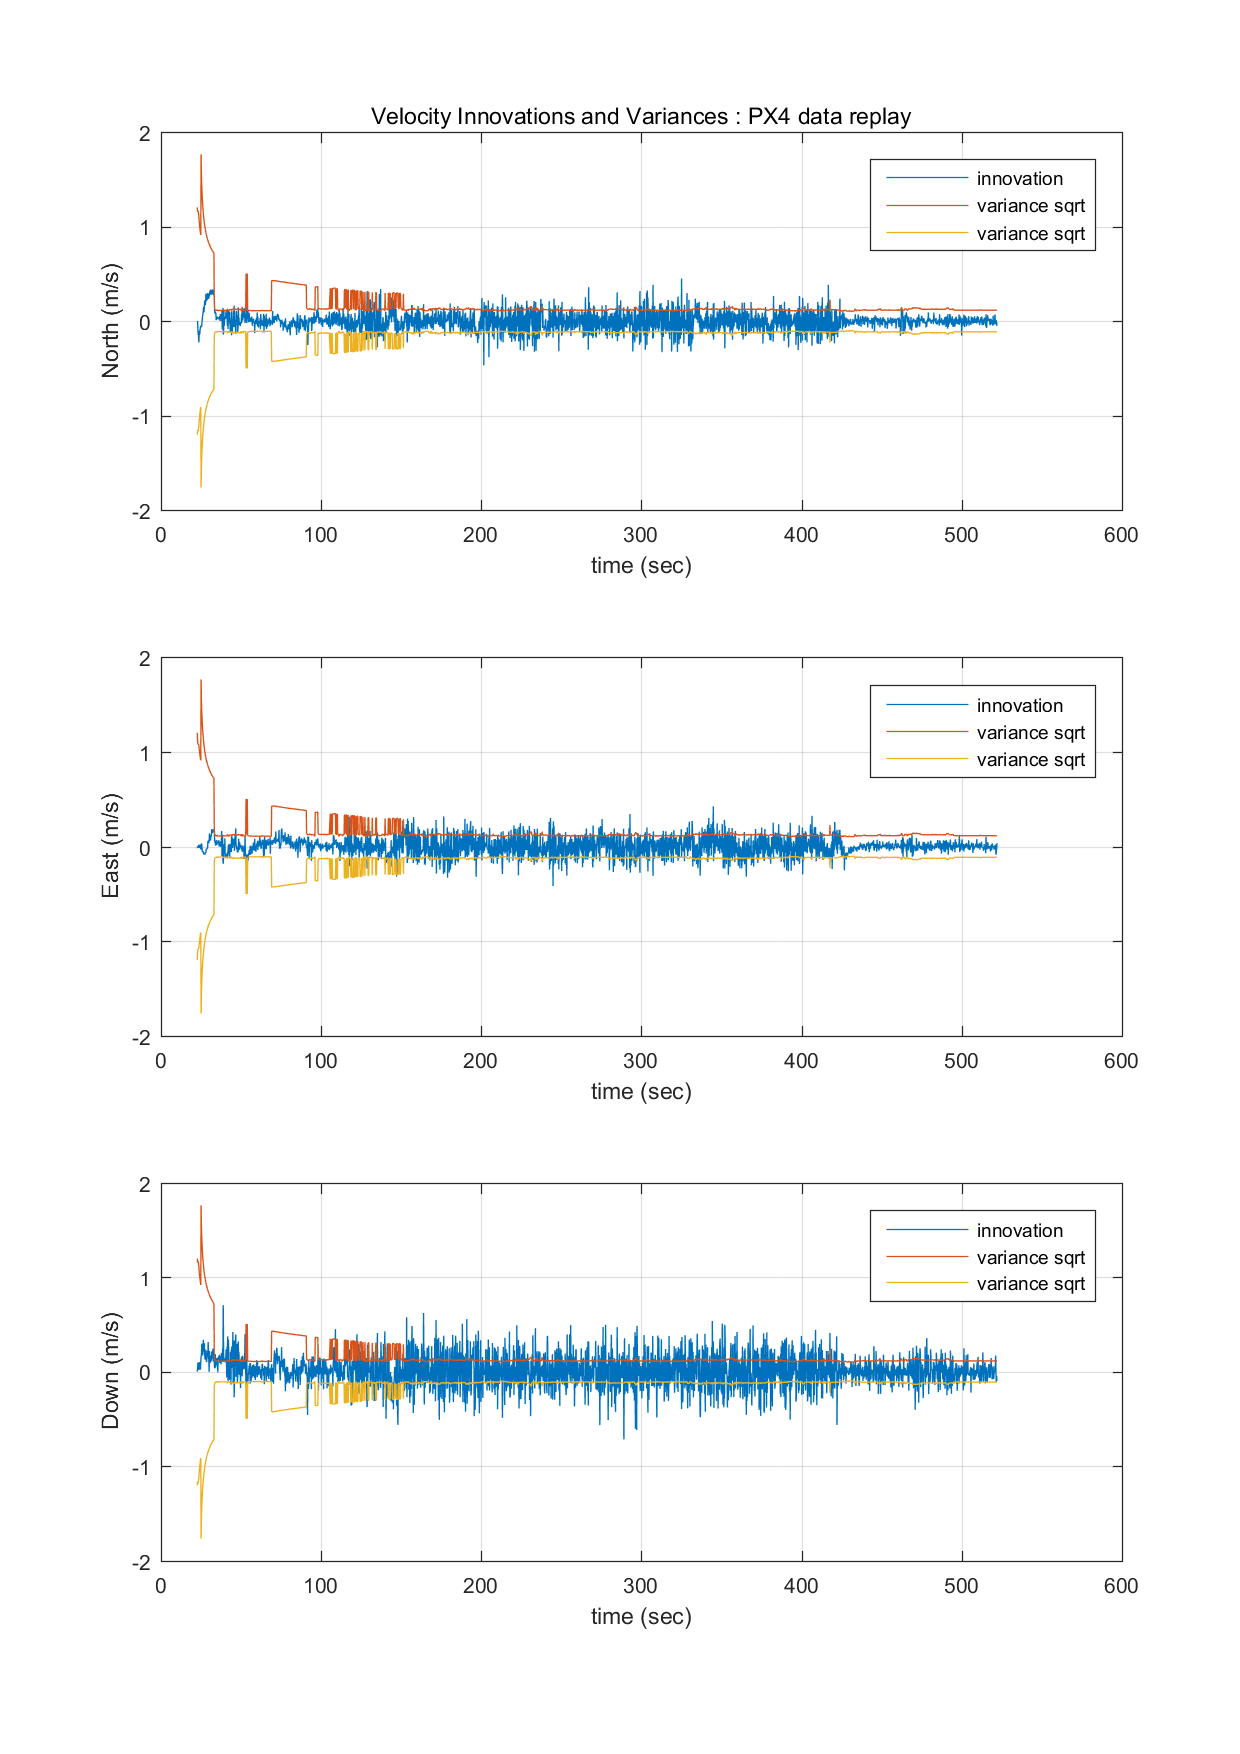 Velocity Innovations and Variances : PX4 data replay
2
1
0
-1
-2
North (m/s)
innovation
variance sqrt
variance sqrt
0 100 200 300 400 500 600
time (sec)
2
1
0
-1
-2
East (m/s)
innovation
variance sqrt
variance sqrt
0 100 200 300 400 500 600
time (sec)
2
1
0
-1
-2
Down (m/s)
innovation
variance sqrt
variance sqrt
0 100 200 300 400 500 600
time (sec)